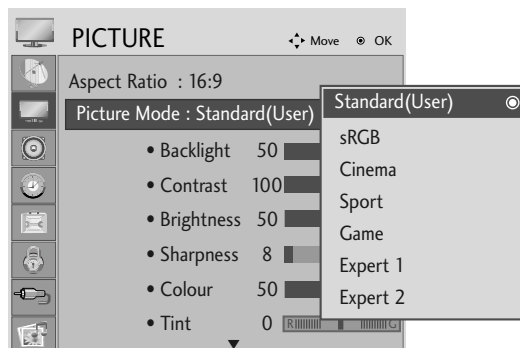 PICTURE
Move OK
Aspect Ratio : 16:9
Picture Mode : Standard(User)
• Backlight 50
• Contrast 100
• Brightness 50
• Sharpness 8
• Colour 50
• Tint 0 R G
Standard(User)
sRGB
Cinema
Sport
Game
Expert 1
Expert 2